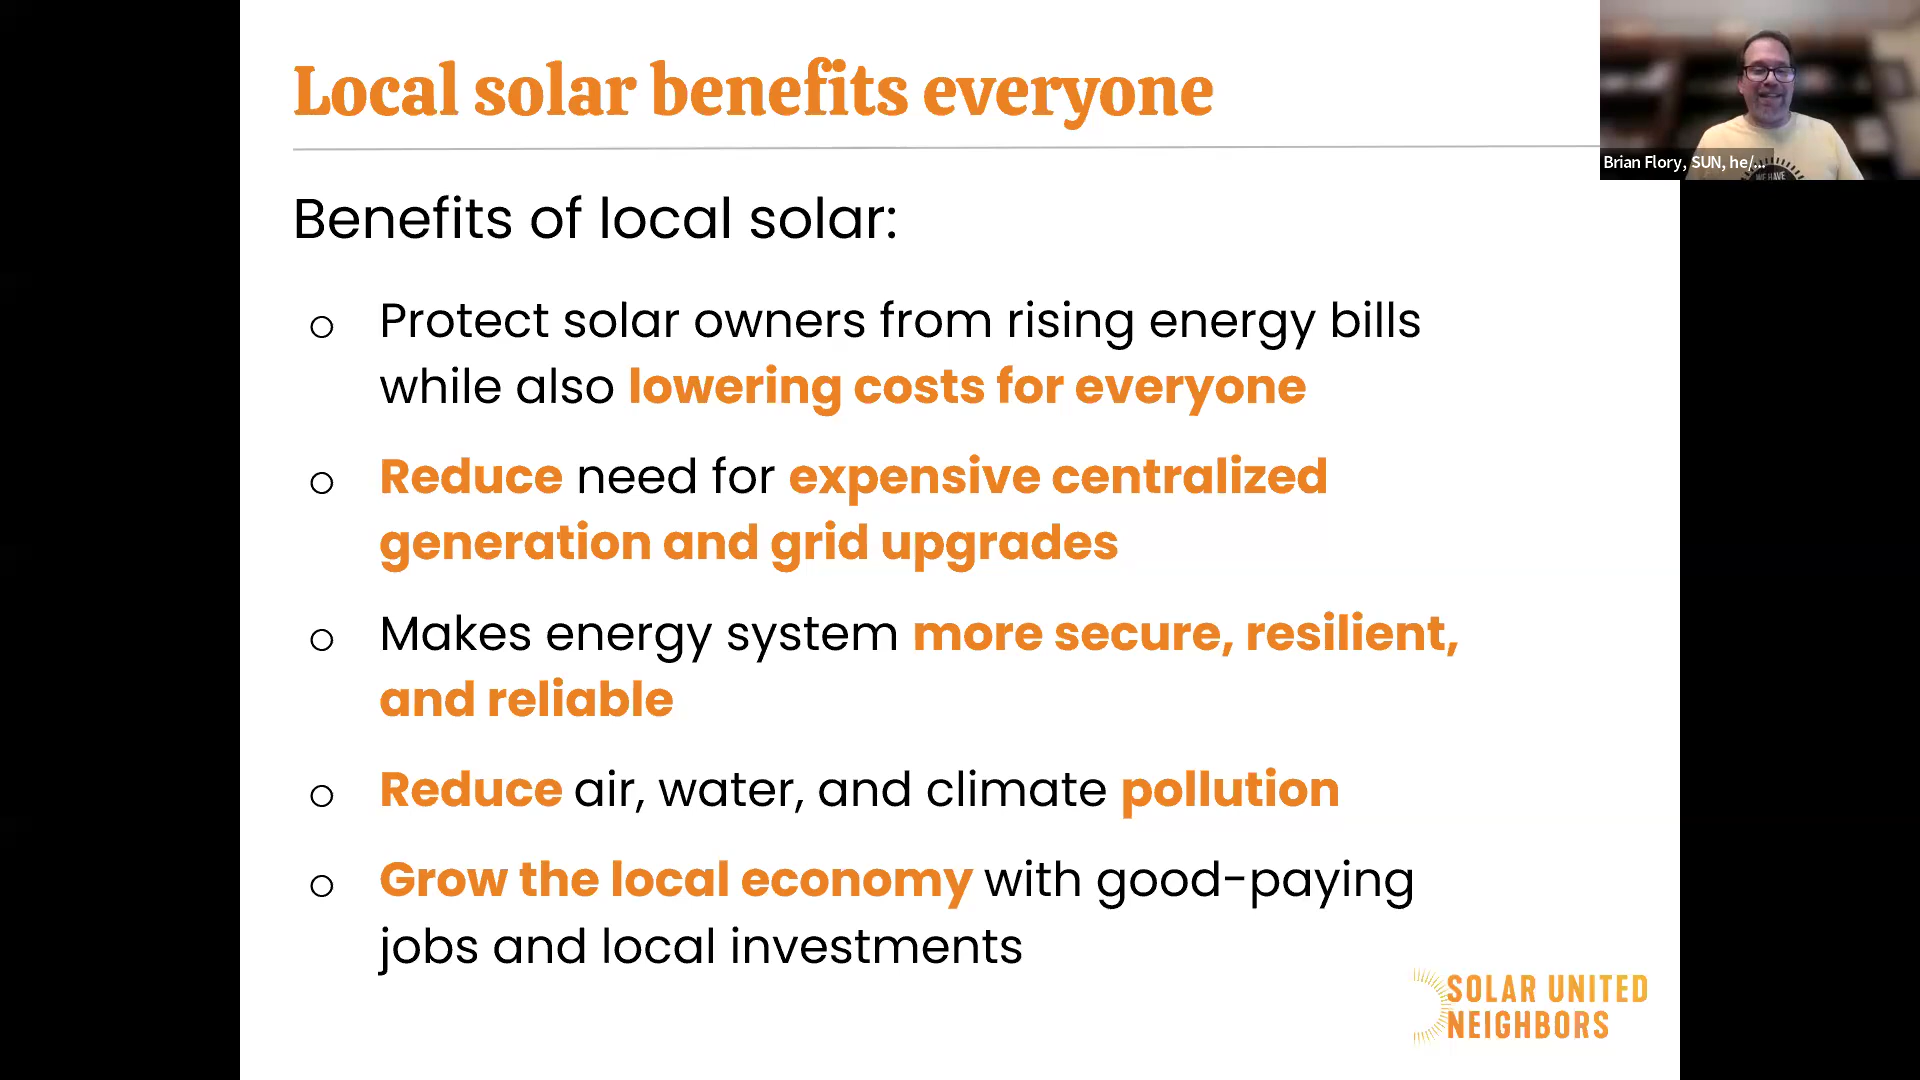 Local solar benefits everyone
Brian Flory, SUN, he/...
WE HAVE
Benefits of local solar:
Protect solar owners from rising energy bills
while also lowering costs for everyone
Reduce need for expensive centralized
generation and grid upgrades
Makes energy system more secure, resilient,
and reliable
Reduce air, water, and climate pollution
Grow the local economy with good-paying
jobs and local investments
SOLAR UNITED
NEIGHBORS